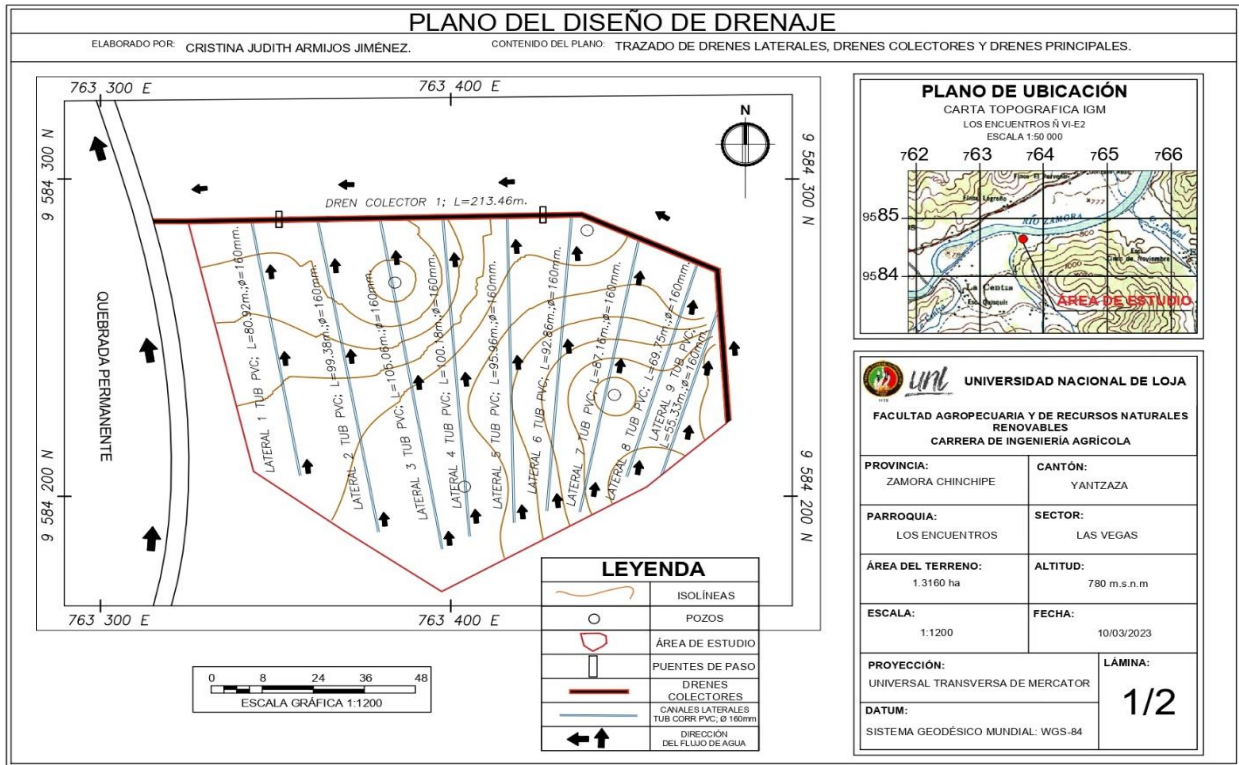 PLANO DEL DISEÑO DE DRENAJE
ELABORADO POR: CRISTINA JUDITH ARMIJOS JIMÉNEZ.
CONTENIDO DEL PLANO: TRAZADO DE DRENES LATERALES, DRENES COLECTORES Y DRENES PRINCIPALES.
763 300 E
763 400 E
9 584 300 N
9 584 300 N
N
DREN COLECTOR 1; L=213.46m.
QUEBRADA PERMANENTE
LATERAL 1 TUB PVC; L=80.92m.;ø=160mm.
LATERAL 2 TUB PVC; L=99.38m.;ø=160mm.
LATERAL 3 TUB PVC; L=106.06m.;ø=160mm.
LATERAL 4 TUB PVC; L=100.18m.;ø=160mm.
LATERAL 5 TUB PVC; L=95.96m.;ø=160mm.
LATERAL 6 TUB PVC; L=92.86m.;ø=160mm.
LATERAL 7 TUB PVC; L=87.16m.;ø=160mm.
LATERAL 8 TUB PVC; L=69.75m.;ø=160mm.
LATERAL 9 TUB PVC;
L=55.33m.;ø=160mm.
9 584 200 N
9 584 200 N
763 300 E
763 400 E
LEYENDA
ISOLÍNEAS
POZOS
ÁREA DE ESTUDIO
PUENTES DE PASO
DRENES
COLECTORES
CANALES LATERALES
TUB CORR PVC; Ø 160mm
DIRECCIÓN
DEL FLUJO DE AGUA
0 8 24 36 48
ESCALA GRÁFICA 1:1200
PLANO DE UBICACIÓN
CARTA TOPOGRAFICA IGM
LOS ENCUENTROS Ñ VI-E2
ESCALA 1:50 000
762 763 764 765 766
9585
9584
RÍO ZAMORA
La Centza
ÁREA DE ESTUDIO
unl
UNIVERSIDAD NACIONAL DE LOJA
FACULTAD AGROPECUARIA Y DE RECURSOS NATURALES
RENOVABLES
CARRERA DE INGENIERÍA AGRÍCOLA
PROVINCIA:
ZAMORA CHINCHIPE
CANTÓN:
YANTZAZA
PARROQUIA:
LOS ENCUENTROS
SECTOR:
LAS VEGAS
ÁREA DEL TERRENO:
1.3160 ha
ALTITUD:
780 m.s.n.m
ESCALA:
1:1200
FECHA:
10/03/2023
PROYECCIÓN:
UNIVERSAL TRANSVERSA DE MERCATOR
LÁMINA:
1/2
DATUM:
SISTEMA GEODÉSICO MUNDIAL: WGS-84